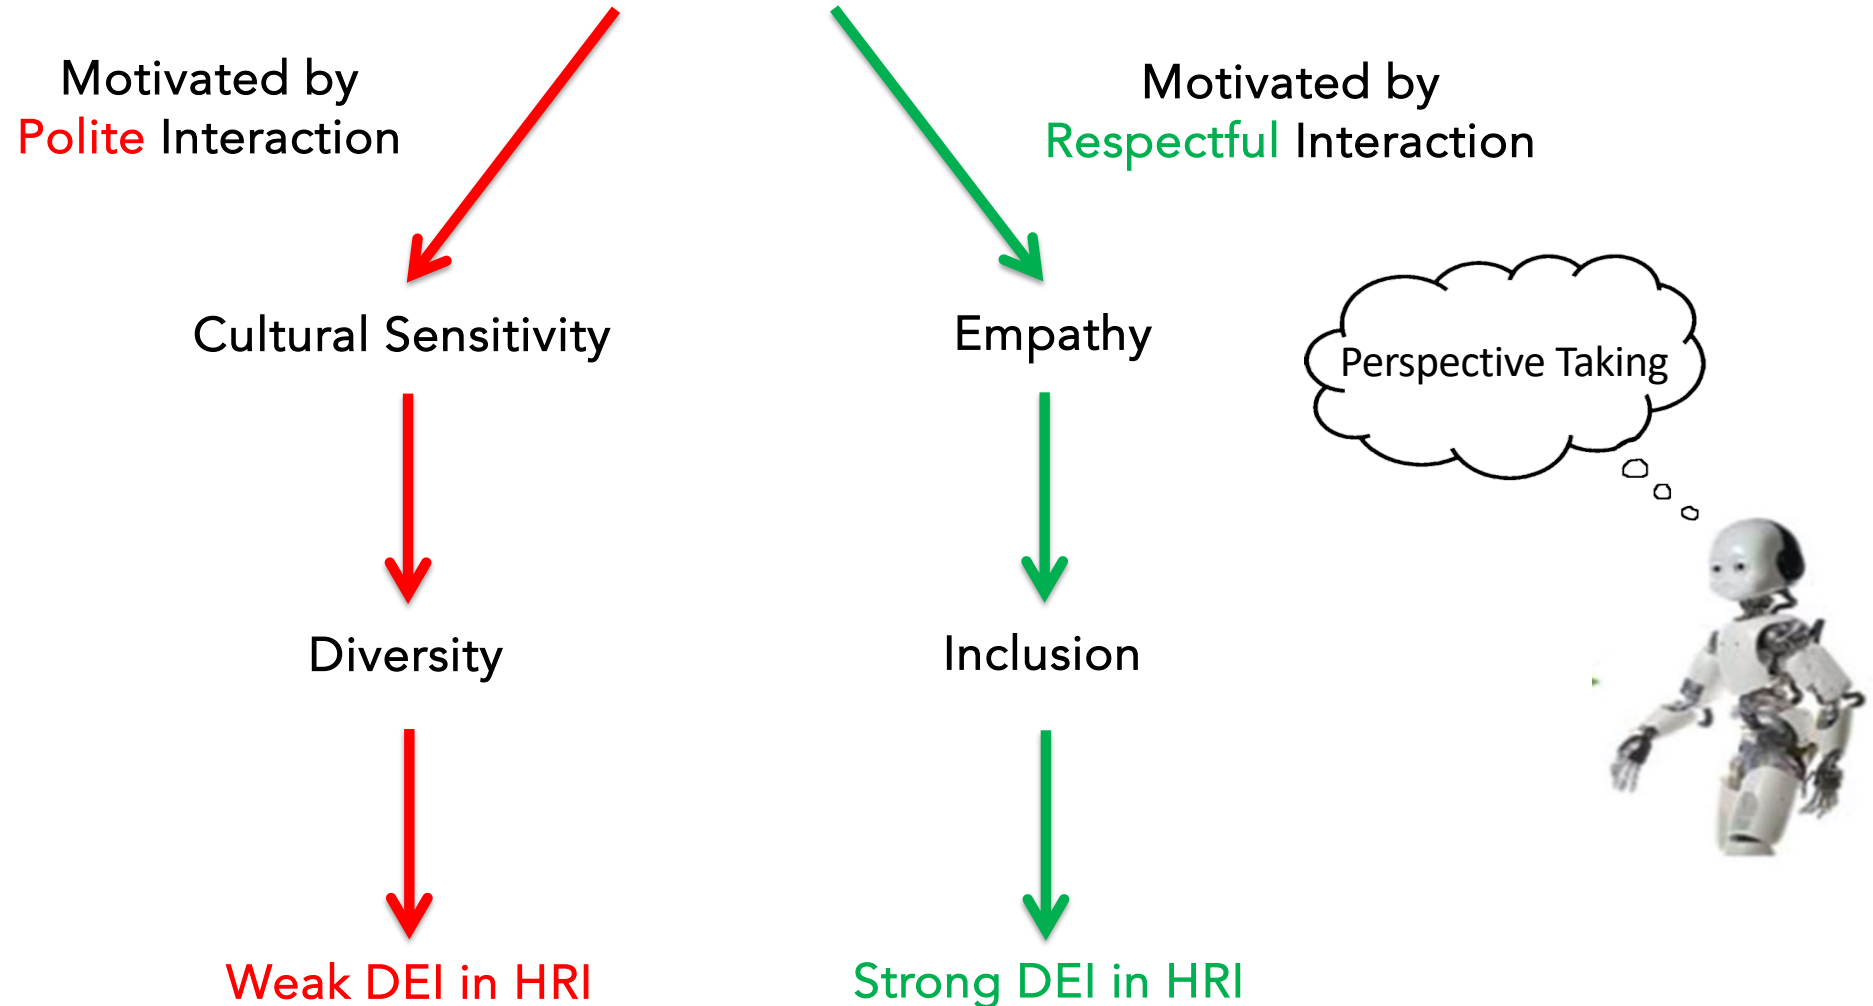 Motivated by
Polite Interaction
Motivated by
Respectful Interaction
Cultural Sensitivity
Empathy
Perspective Taking
Diversity
Inclusion
Weak DEI in HRI
Strong DEI in HRI